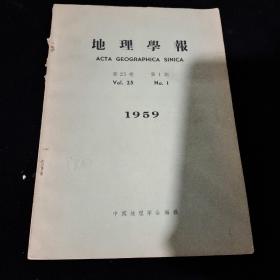 地理學報
ACTA GEOGRAPHICA SINICA
第25卷 第1期
Vol. 25 No. 1
1959
中國地理學会編輯